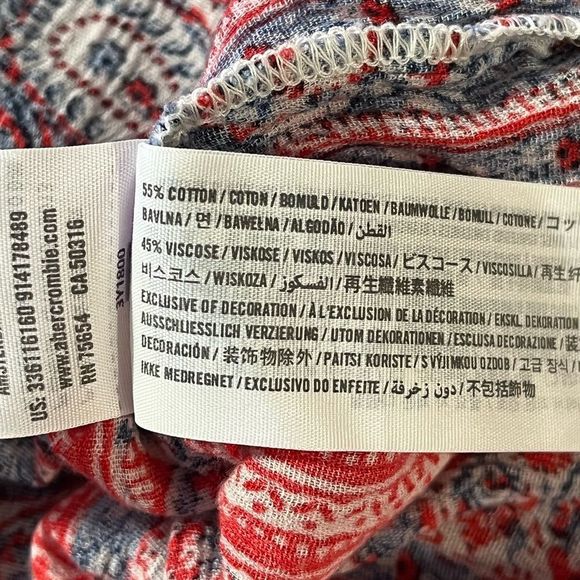 US: 336116160 914178489
www.abercrombie.com
RN 75654 CA 50316
3Y1800
55% COTTON / COTON / BOMULD / KATOEN / BAUMWOLLE / BOMULL / COTONE / コッ
BAVLNA / 면 / BAWEŁNA / ALGODÃO / القطن
45% VISCOSE / VISKOSE / VISKOS / VISCOSA / ビスコース / VISCOSILLA / 再生纤
비스코스 / WISKOZA / الفسكوز / 再生纖維素纖維
EXCLUSIVE OF DECORATION / À L'EXCLUSION DE LA DÉCORATION / EKSKL DEKORATION
AUSSCHLIESSLICH VERZIERUNG / UTOM DEKORATIONEN / ESCLUSA DECORAZIONE / 装
DECORACIÓN / 装饰物除外 / PAITSI KORISTE / S VÝJIMKOU OZDOB / 고급 장식 /
IKKE MEDREGNET / EXCLUSIVO DO ENFEITE / دون زخرفة / 不包括飾物